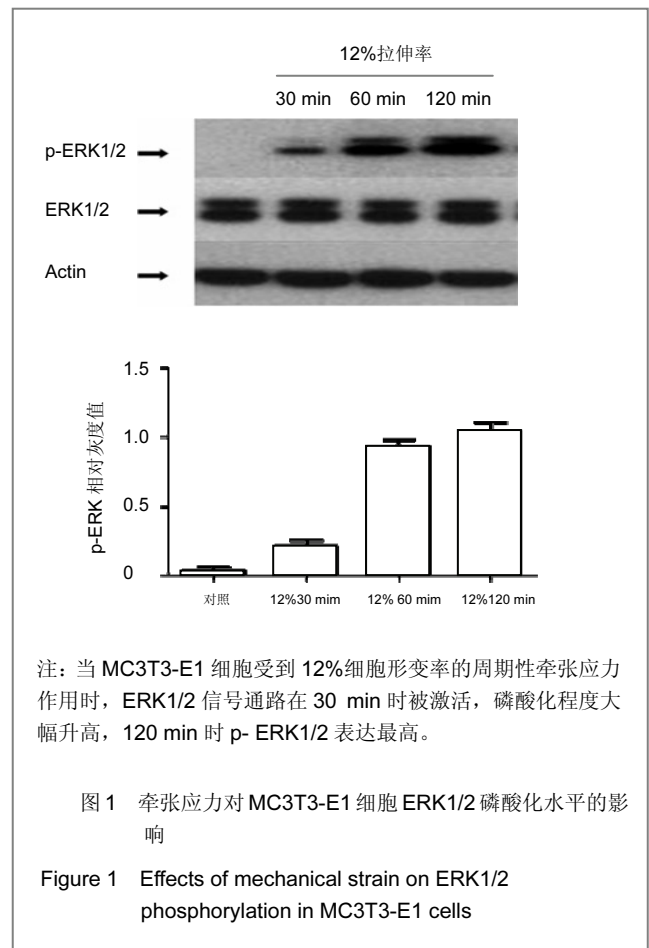 12%拉伸率
30 min 60 min 120 min
p-ERK1/2
ERK1/2
Actin
1.5
1.0
0.5
0
p-ERK 相对灰度值
对照 12%30 mim 12% 60 mim 12%120 min
注：当 MC3T3-E1 细胞受到 12%细胞形变率的周期性牵张应力
作用时，ERK1/2 信号通路在 30 min 时被激活，磷酸化程度大
幅升高，120 min 时 p- ERK1/2 表达最高。
图 1 牵张应力对 MC3T3-E1 细胞 ERK1/2 磷酸化水平的影
响
Figure 1 Effects of mechanical strain on ERK1/2
phosphorylation in MC3T3-E1 cells